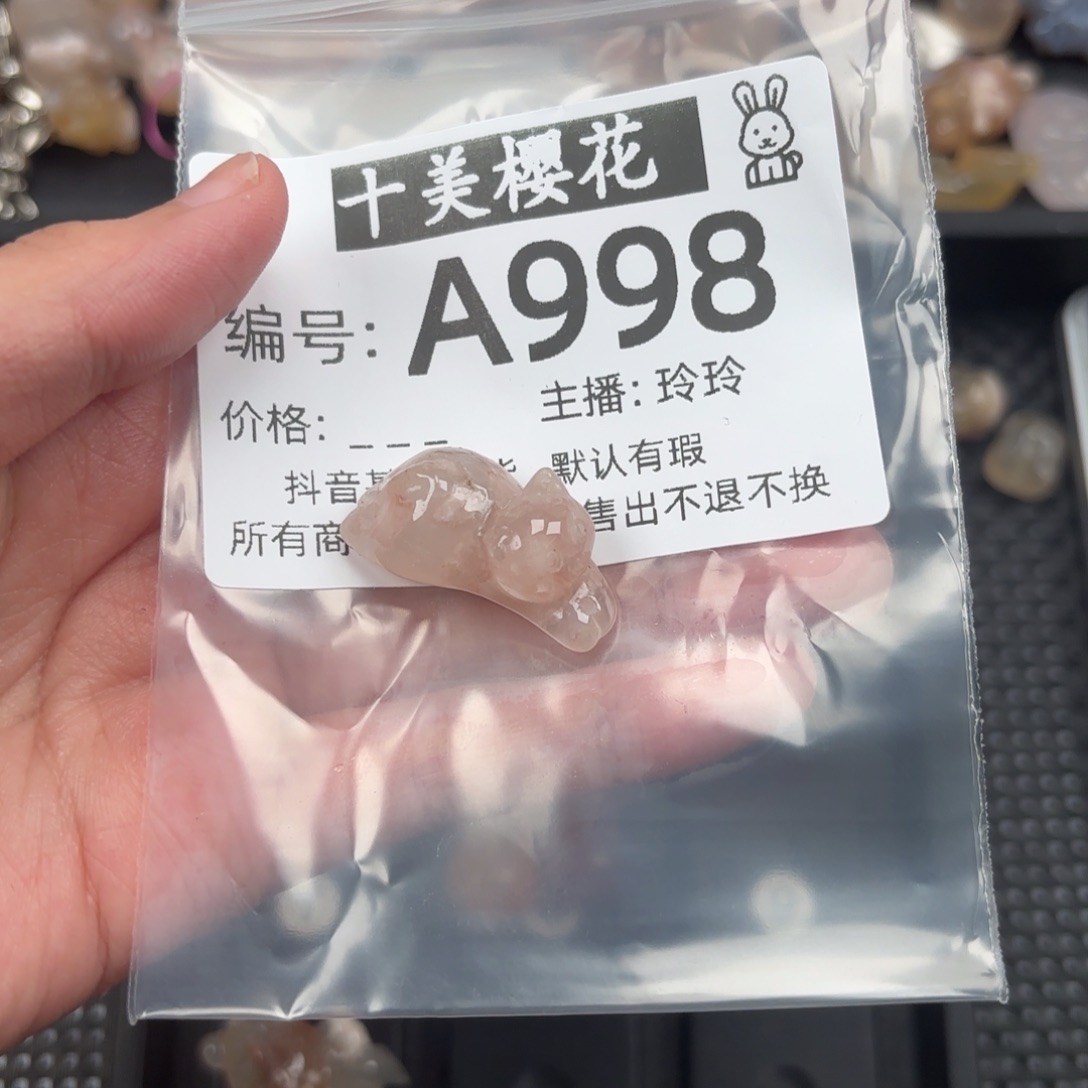 十美樱花
编号: A998
价格: _ _ _ 主播: 玲玲
抖音 默认有瑕
所有商 售出不退不换